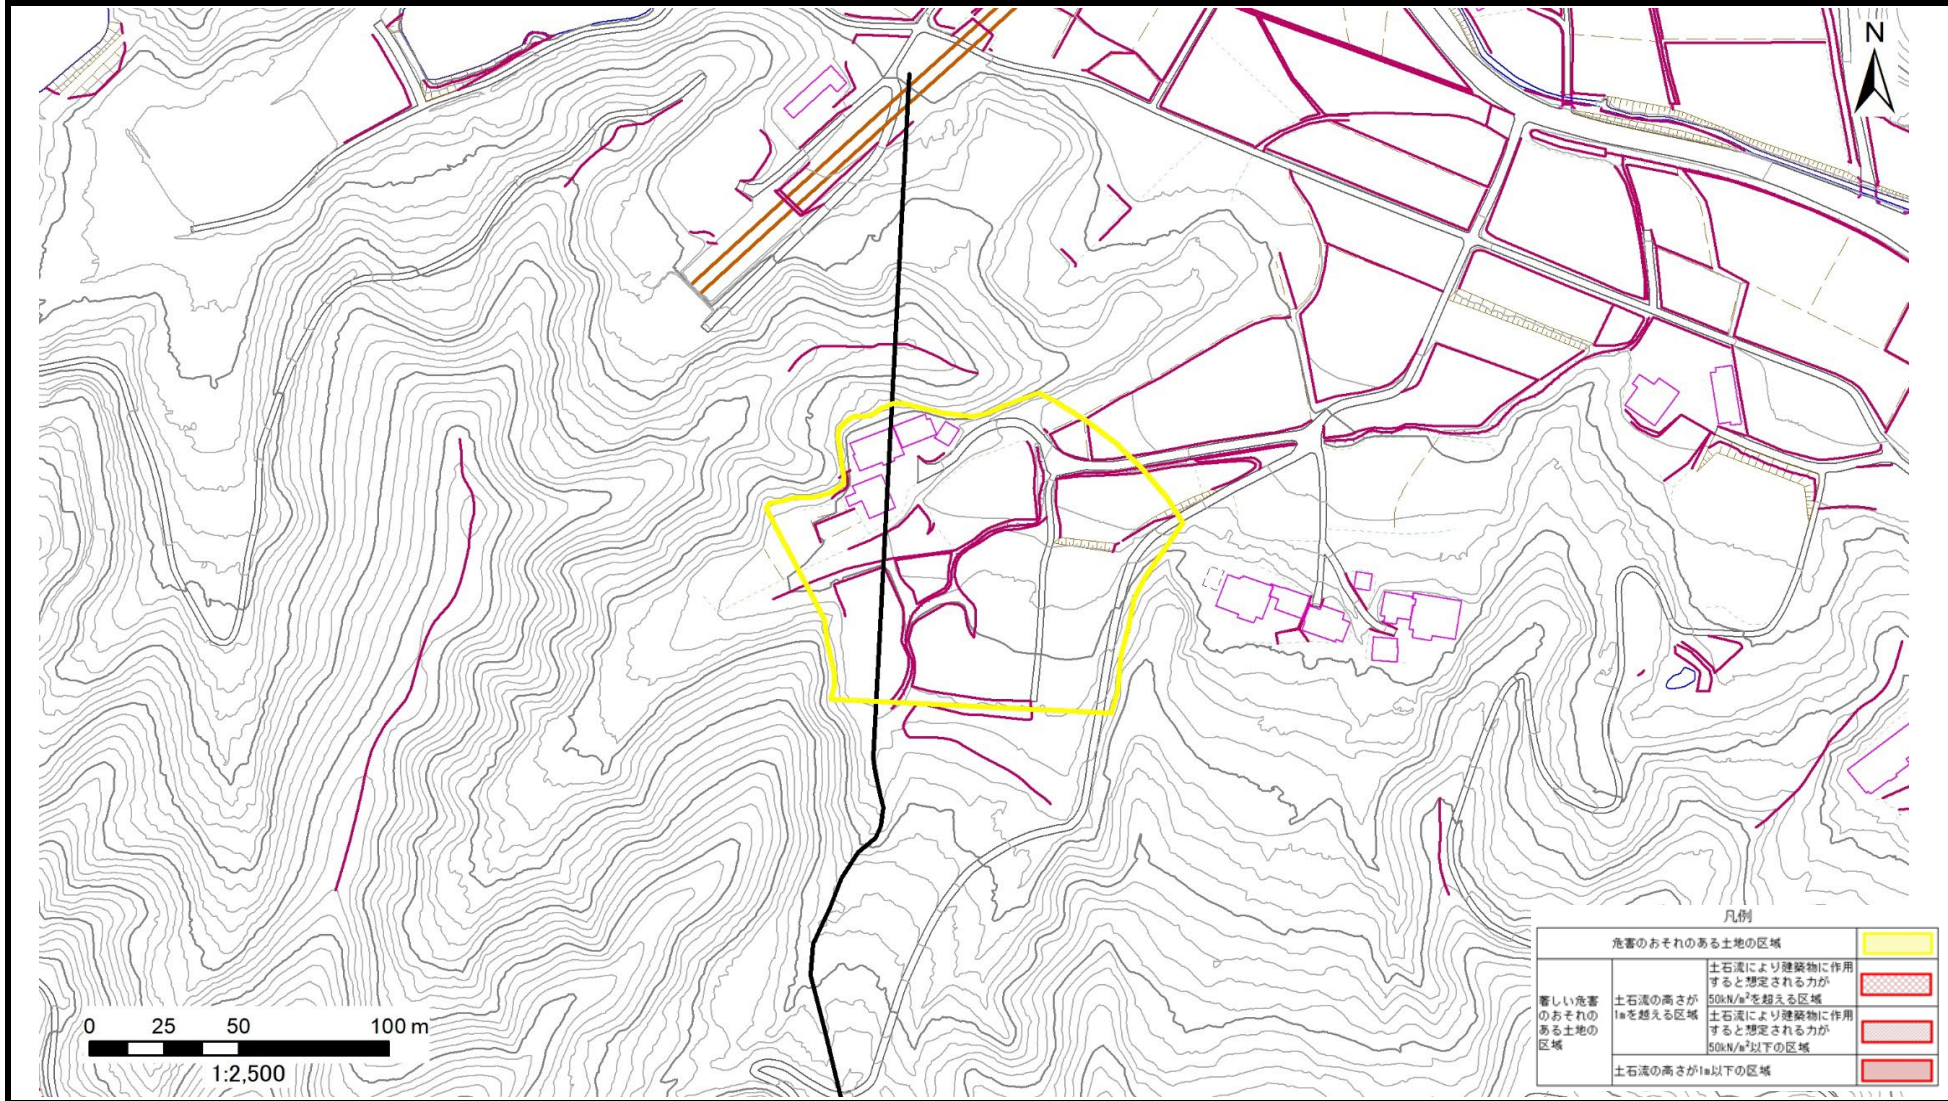 N
凡例
危害のおそれのある土地の区域
著しい危害
のおそれの
ある土地の
区域
土石流の高さが
1mを越える区域
土石流により建築物に作用
すると想定される力が
50kN/m²を超える区域
土石流により建築物に作用
すると想定される力が
50kN/m²以下の区域
土石流の高さが1m以下の区域
0 25 50 100 m
1:2,500